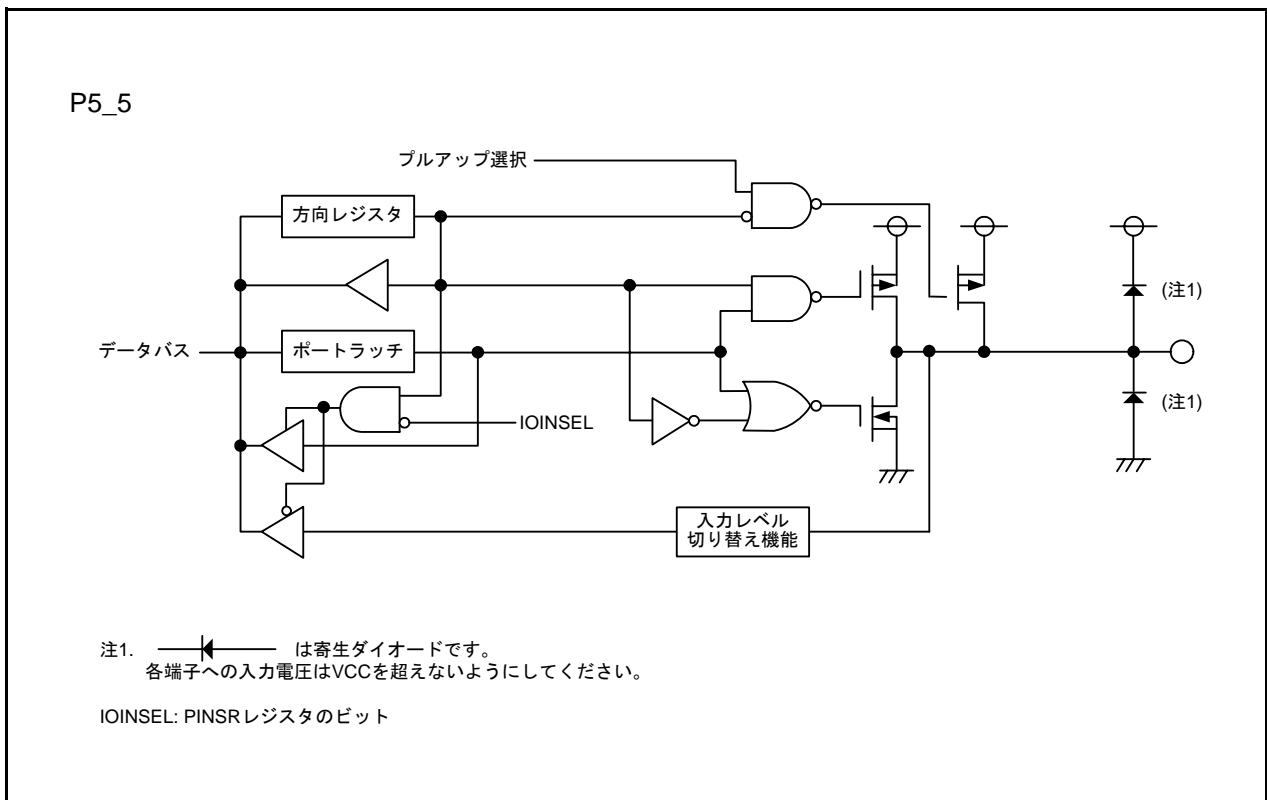 P5_5
プルアップ選択
方向レジスタ
(注1)
データバス
ポートラッチ
(注1)
IOINSEL
入力レベル
切り替え機能
注1. は寄生ダイオードです。
各端子への入力電圧はVCCを超えないようにしてください。
IOINSEL: PINSRレジスタのビット